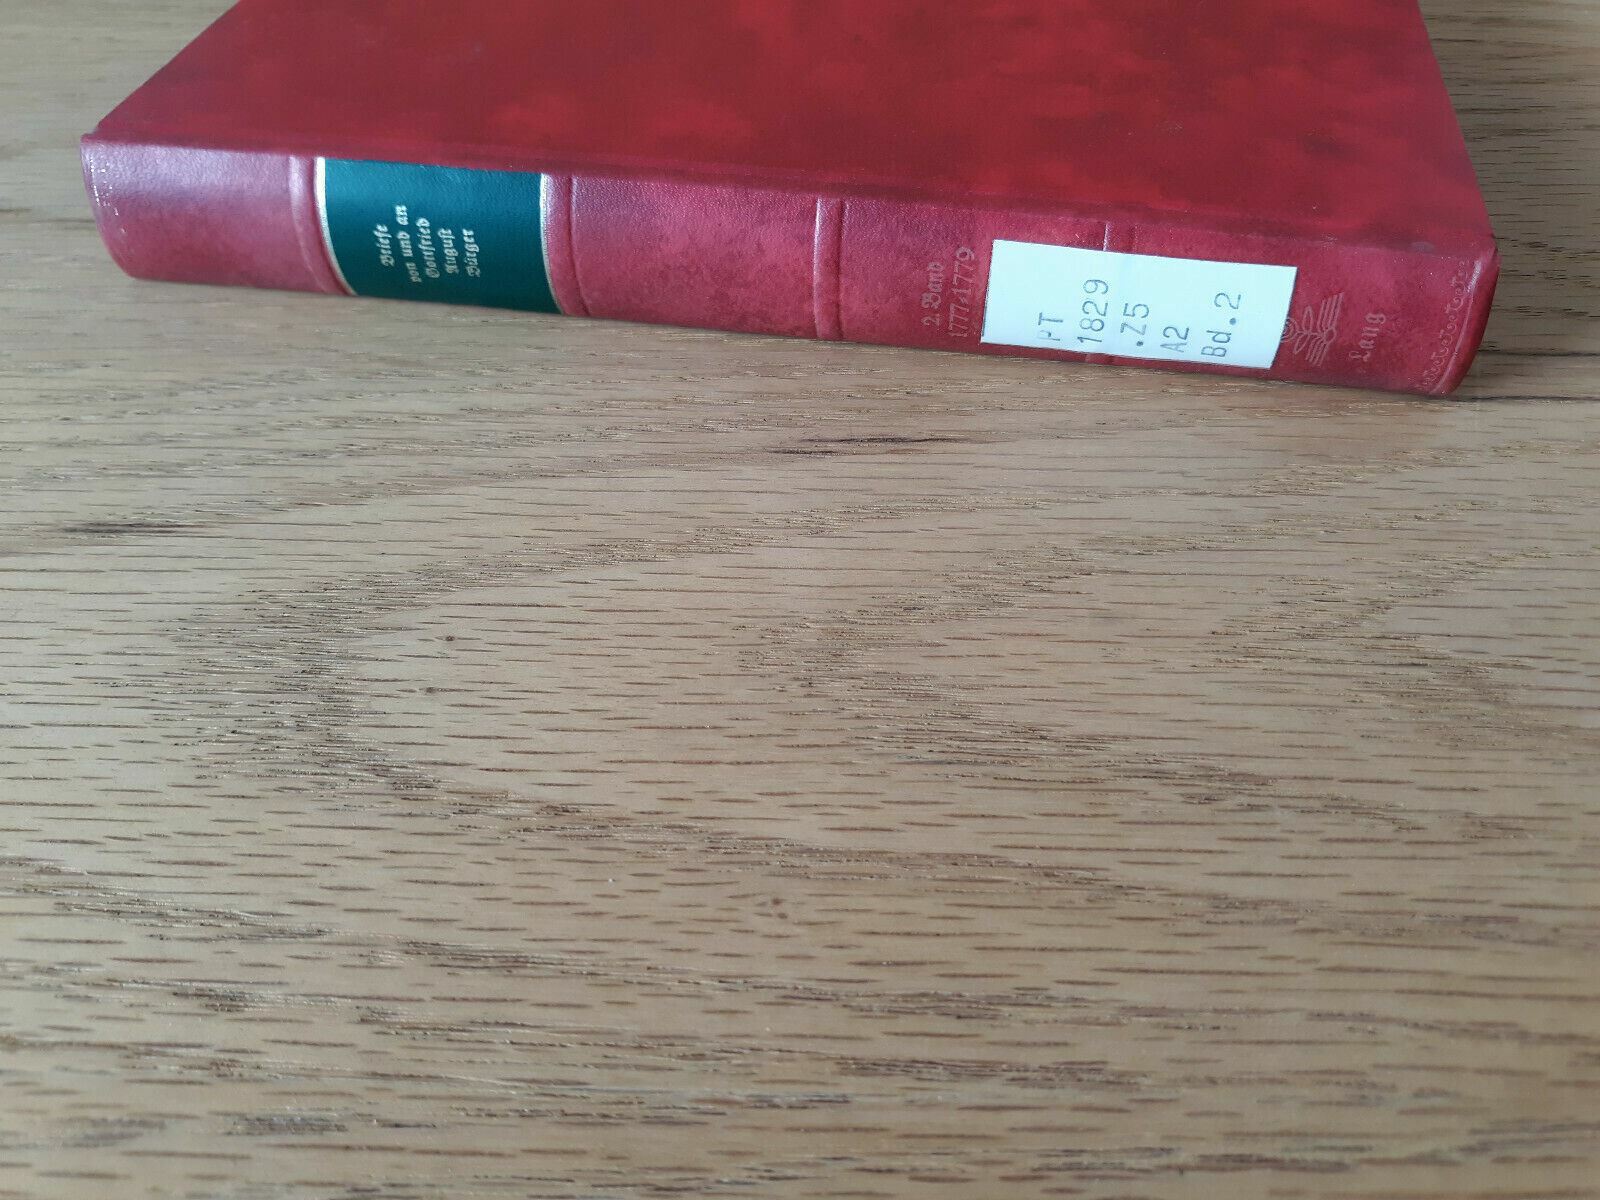 Briefe
von und an
Gottfried
August
Bürger
2. Band
1777-1779
PT
1829
.Z5
A2
Bd.2
Lang